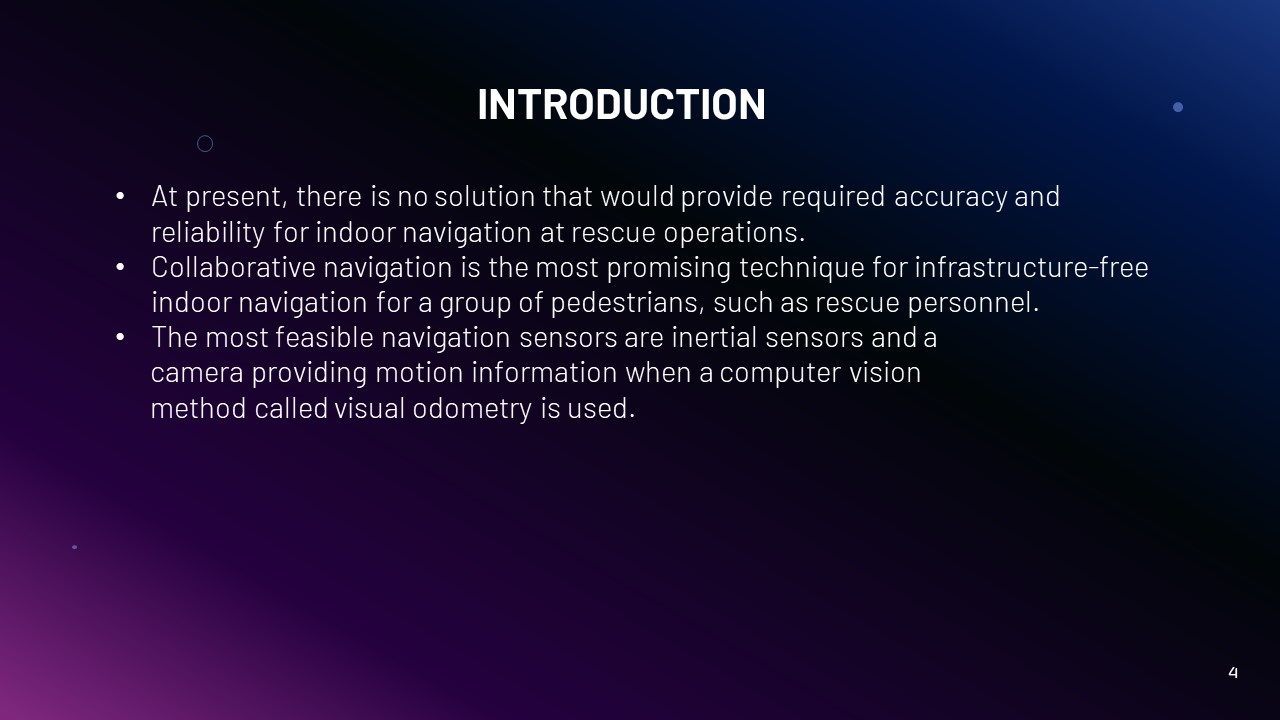 INTRODUCTION
• At present, there is no solution that would provide required accuracy and
reliability for indoor navigation at rescue operations.
• Collaborative navigation is the most promising technique for infrastructure-free
indoor navigation for a group of pedestrians, such as rescue personnel.
• The most feasible navigation sensors are inertial sensors and a
camera providing motion information when a computer vision
method called visual odometry is used.
4